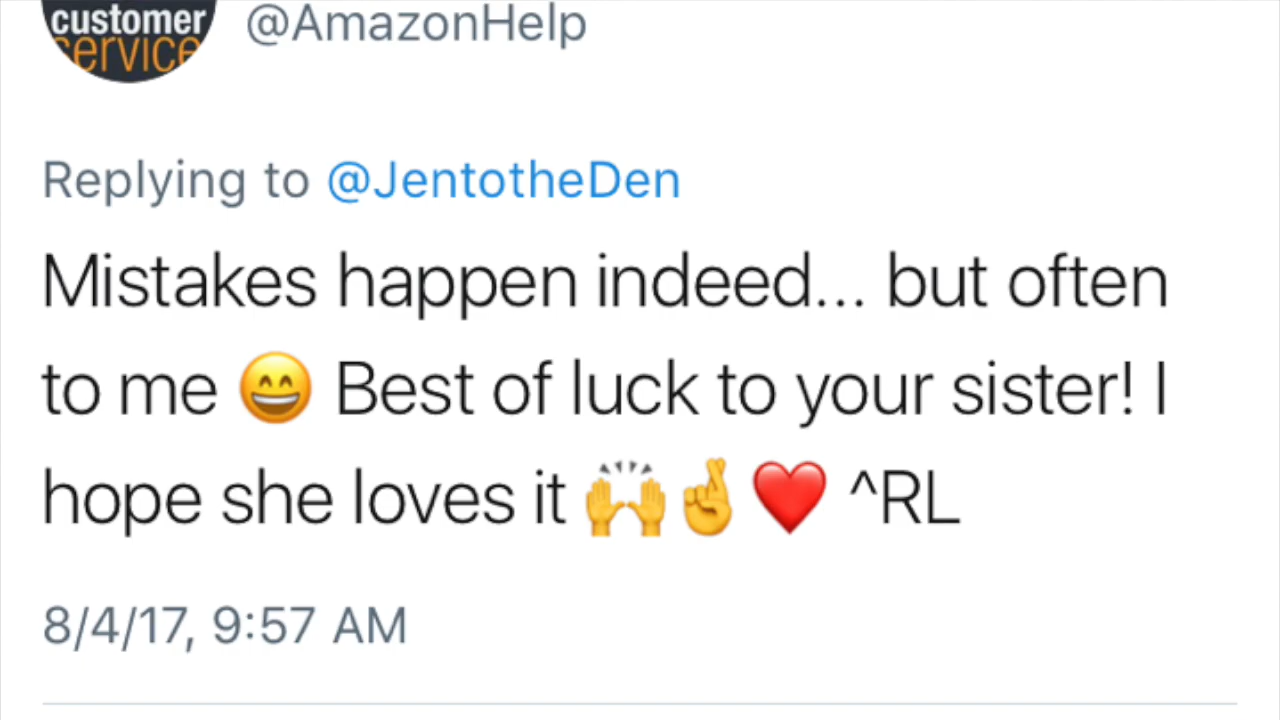 customer
service
@AmazonHelp
Replying to @JentotheDen
Mistakes happen indeed... but often
to me 😄 Best of luck to your sister! I
hope she loves it 🙌🤞❤️ ^RL
8/4/17, 9:57 AM